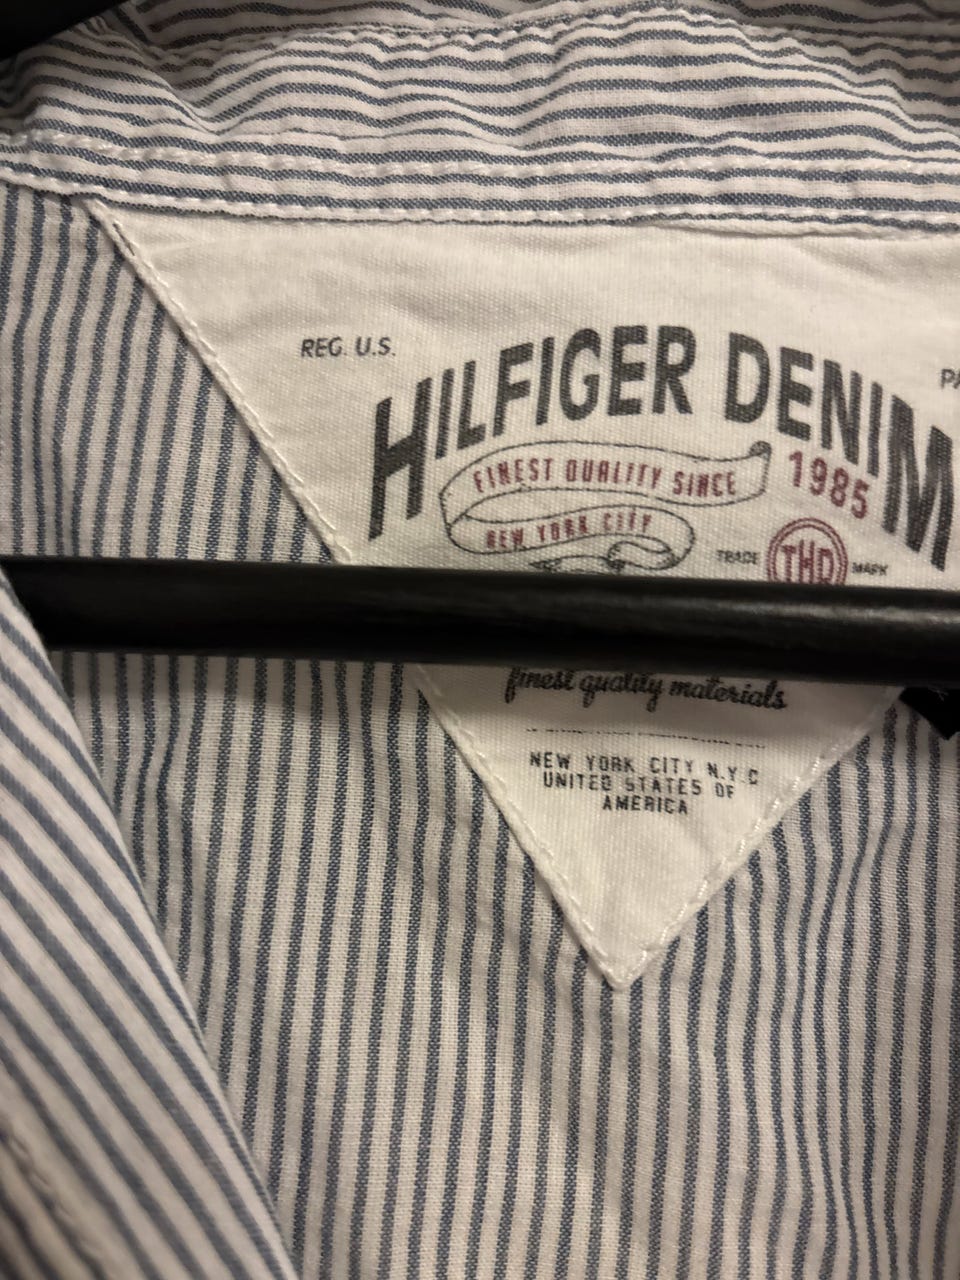 REG. U.S.
HILFIGER DENIM
FINEST QUALITY SINCE 1985
NEW YORK CITY
TRADE THD MARK
finest quality materials
NEW YORK CITY N.Y.C
UNITED STATES OF
AMERICA